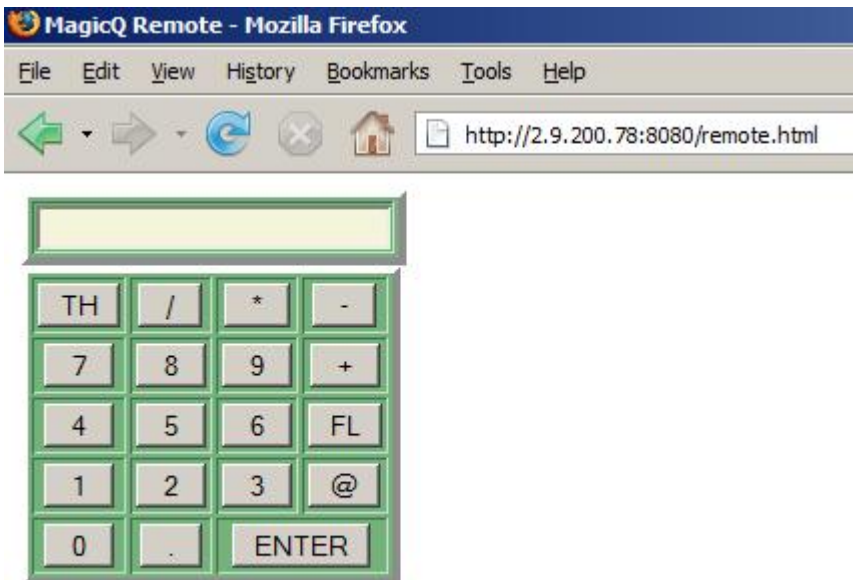 MagicQ Remote - Mozilla Firefox
File Edit View History Bookmarks Tools Help
http://2.9.200.78:8080/remote.html
TH / * -
7 8 9 +
4 5 6 FL
1 2 3 @
0 . ENTER